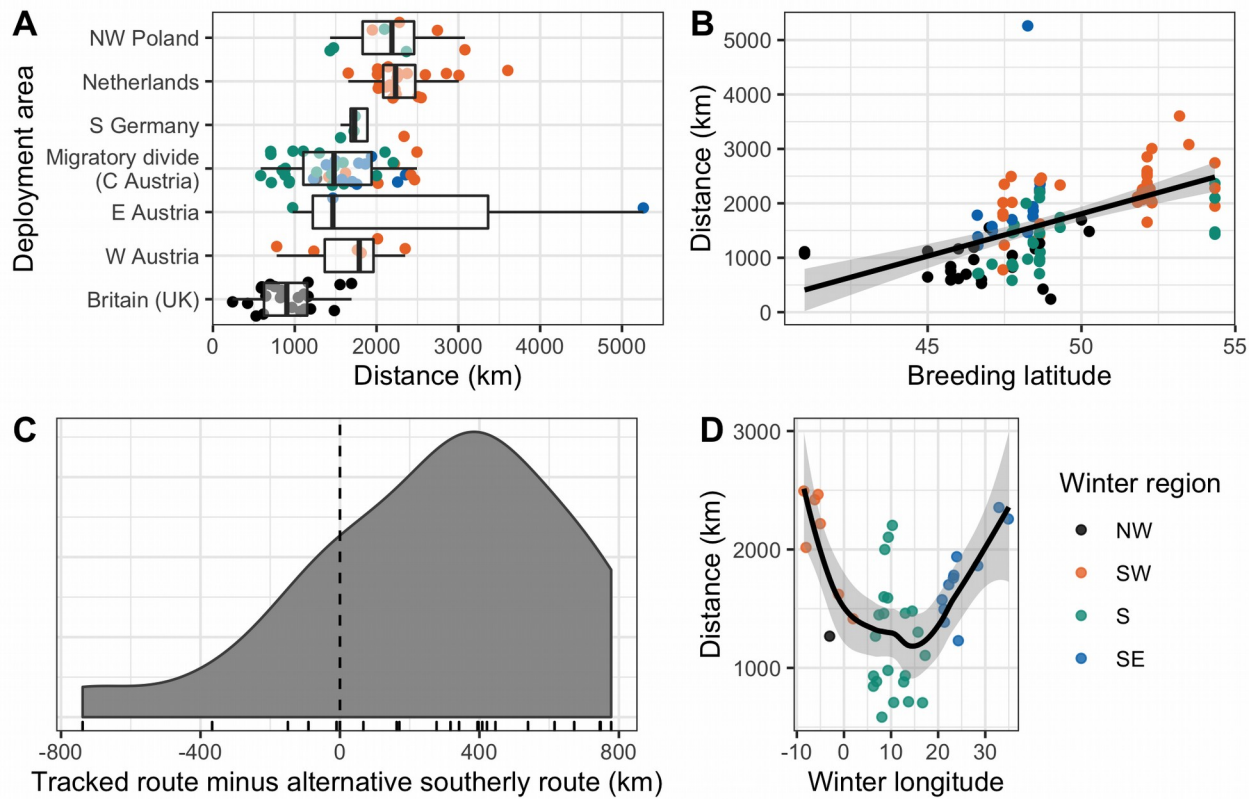 A
Deployment area
NW Poland
Netherlands
S Germany
Migratory divide
(C Austria)
E Austria
W Austria
Britain (UK)
0 1000 2000 3000 4000 5000
Distance (km)
B
Distance (km)
5000
4000
3000
2000
1000
0
45 50 55
Breeding latitude
C
-800 -400 0 400 800
Tracked route minus alternative southerly route (km)
D
Distance (km)
3000
2000
1000
-10 0 10 20 30
Winter longitude
Winter region
NW
SW
S
SE